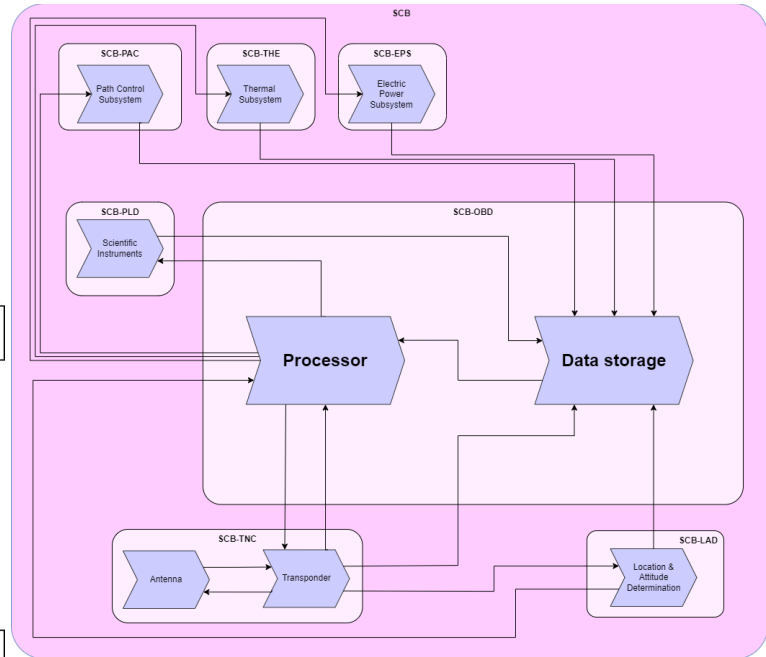 SCB
SCB-PAC
Path Control
Subsystem
SCB-THE
Thermal
Subsystem
SCB-EPS
Electric
Power
Subsystem
SCB-PLD
Scientific
Instruments
SCB-OBD
Processor
Data storage
SCB-TNC
Antenna
Transponder
SCB-LAD
Location &
Attitude
Determination